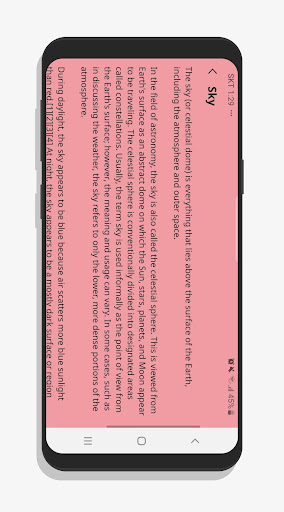 SKT 1:29 ...
45%
Sky
The sky (or celestial dome) is everything that lies above the surface of the Earth,
including the atmosphere and outer space.
In the field of astronomy, the sky is also called the celestial sphere. This is viewed from
Earth's surface as an abstract dome on which the Sun, stars, planets, and Moon appear
to be traveling. The celestial sphere is conventionally divided into designated areas
called constellations. Usually, the term sky is used informally as the point of view from
the Earth's surface; however, the meaning and usage can vary. In some cases, such as
in discussing the weather, the sky refers to only the lower, more dense portions of the
atmosphere.
During daylight, the sky appears to be blue because air scatters more blue sunlight
than red.[1][2][3][4] At night, the sky appears to be a mostly dark surface or region